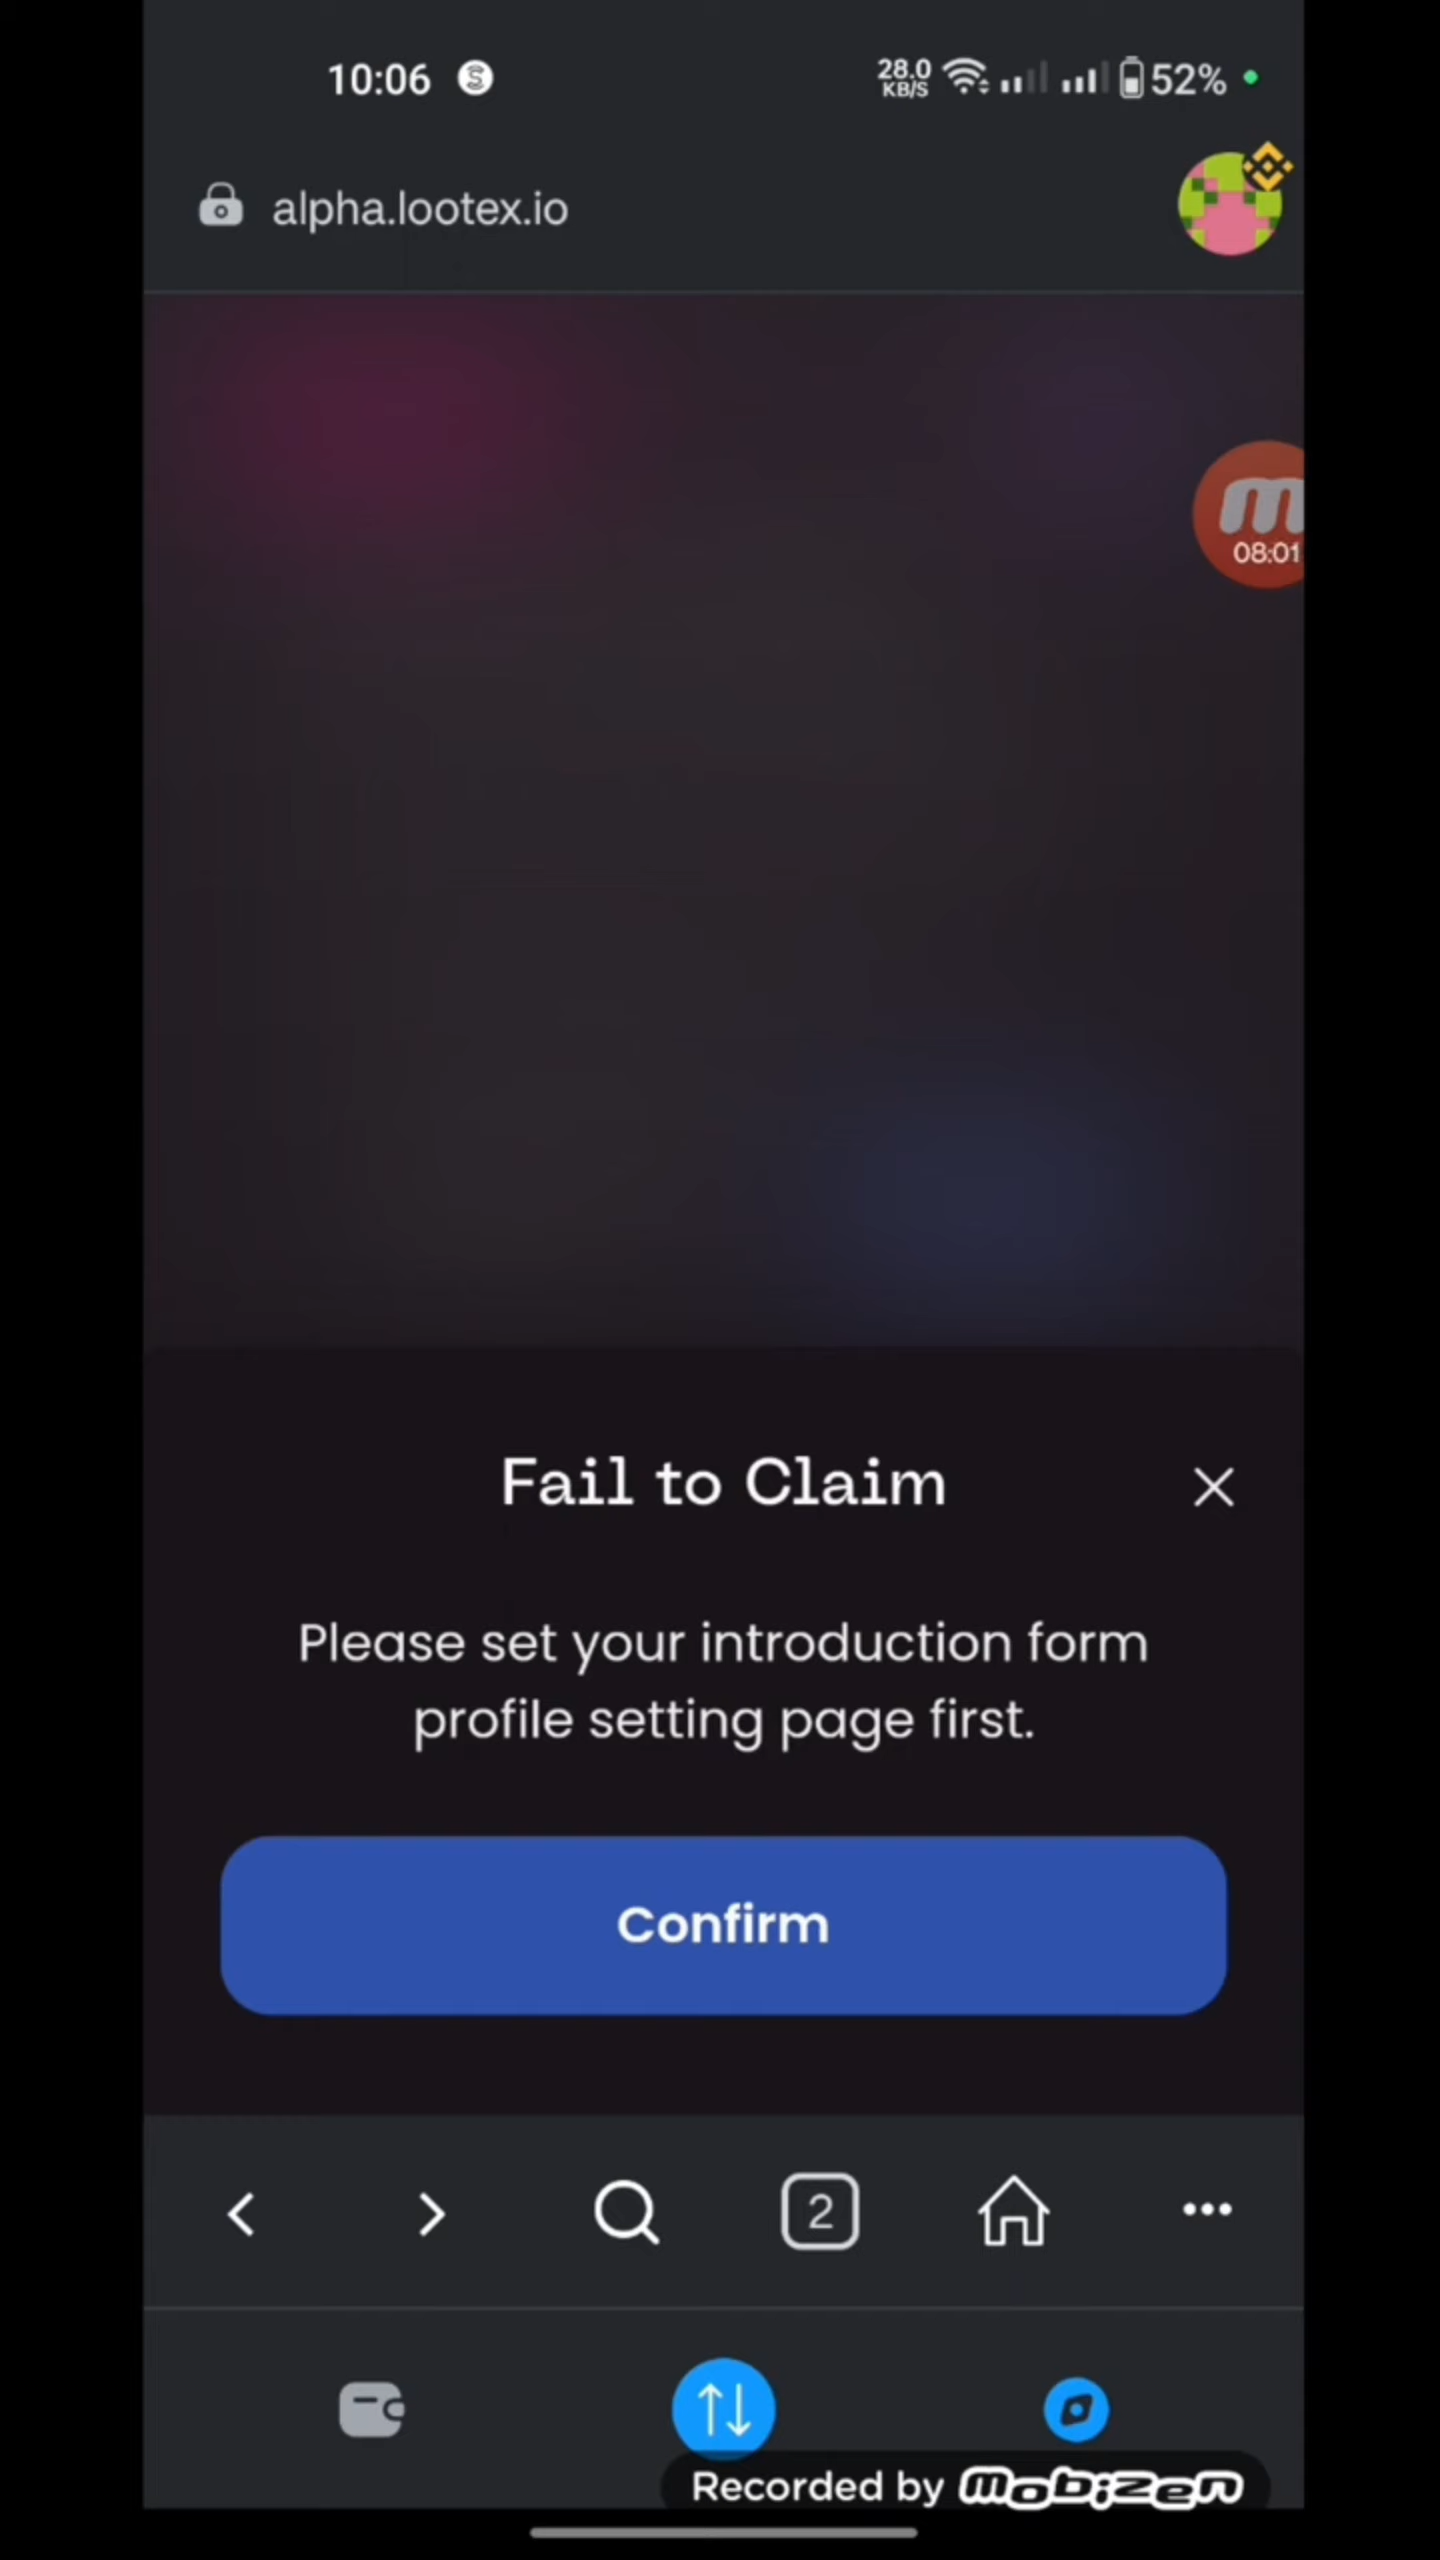 10:06
28.0
KB/S
52%
alpha.lootex.io
m
08:01
Fail to Claim
Please set your introduction form
profile setting page first.
Confirm
2
Recorded by mobizen